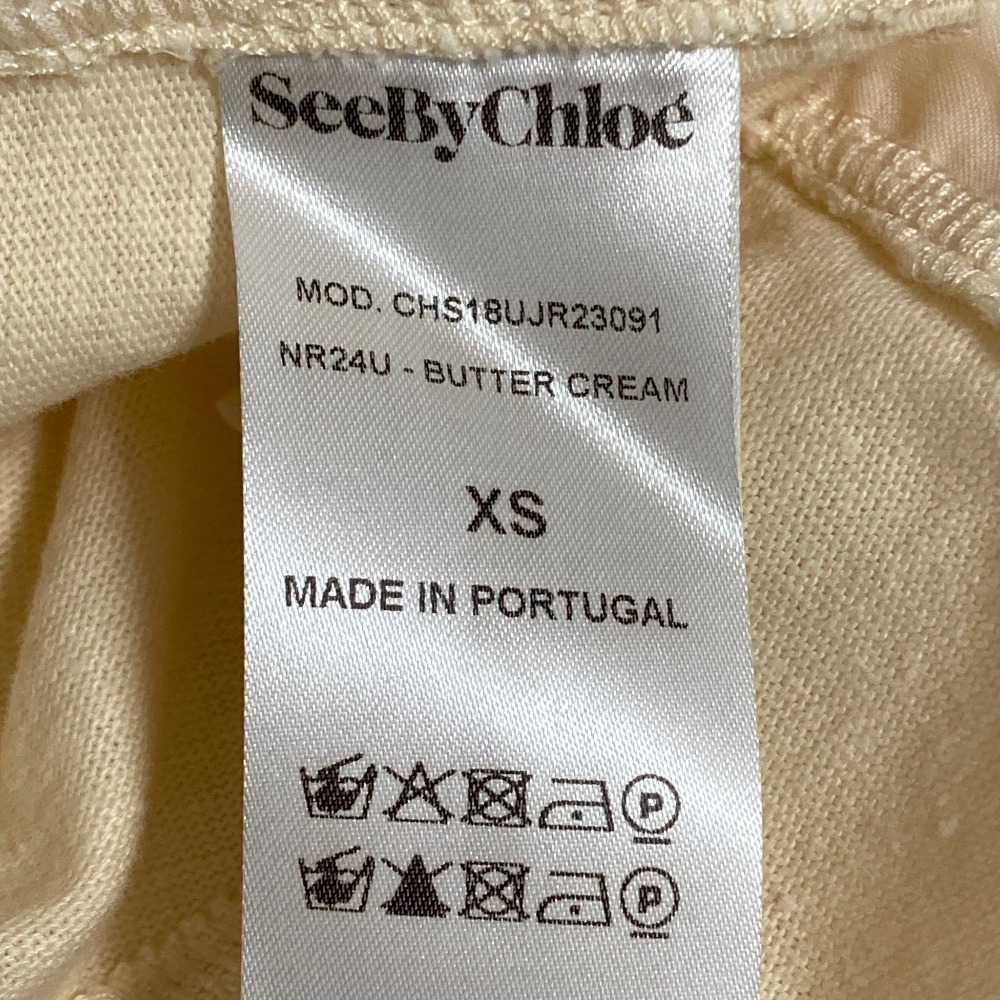 SeeByChloé
MOD. CHS18UJR23091
NR24U - BUTTER CREAM
XS
MADE IN PORTUGAL
P
P